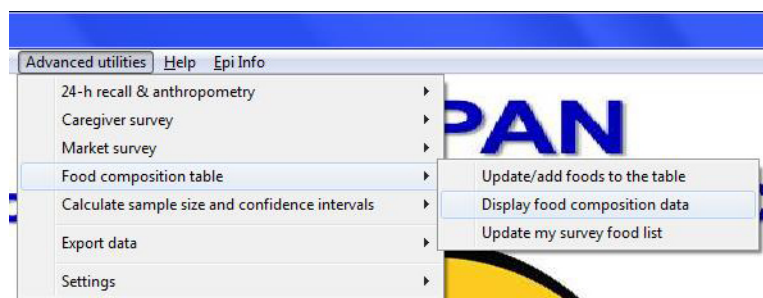 Advanced utilities Help Epi Info
24-h recall & anthropometry
Caregiver survey
PAN
Market survey
Food composition table
Update/add foods to the table
Calculate sample size and confidence intervals
Display food composition data
Update my survey food list
Export data
Settings